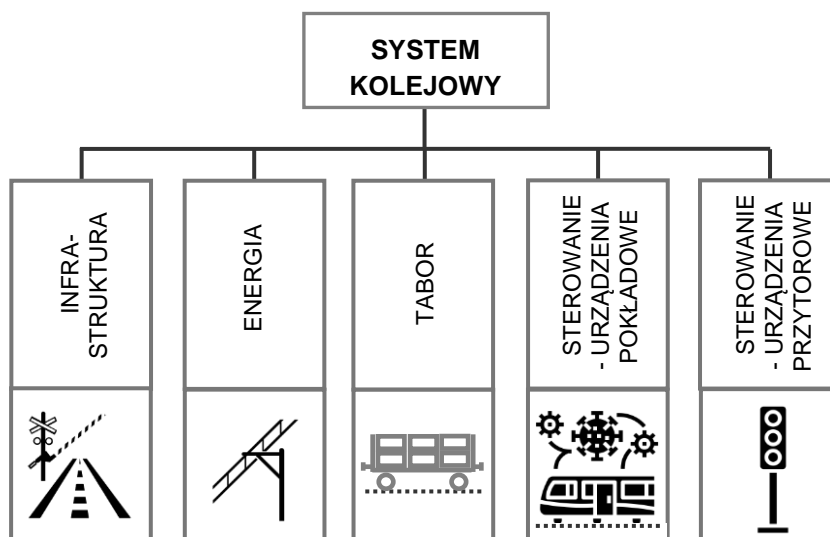 SYSTEM
KOLEJOWY
INFRA-
STRUKTURA
ENERGIA
TABOR
STEROWANIE
- URZĄDZENIA
POKŁADOWE
STEROWANIE
- URZĄDZENIA
PRZYTOROWE